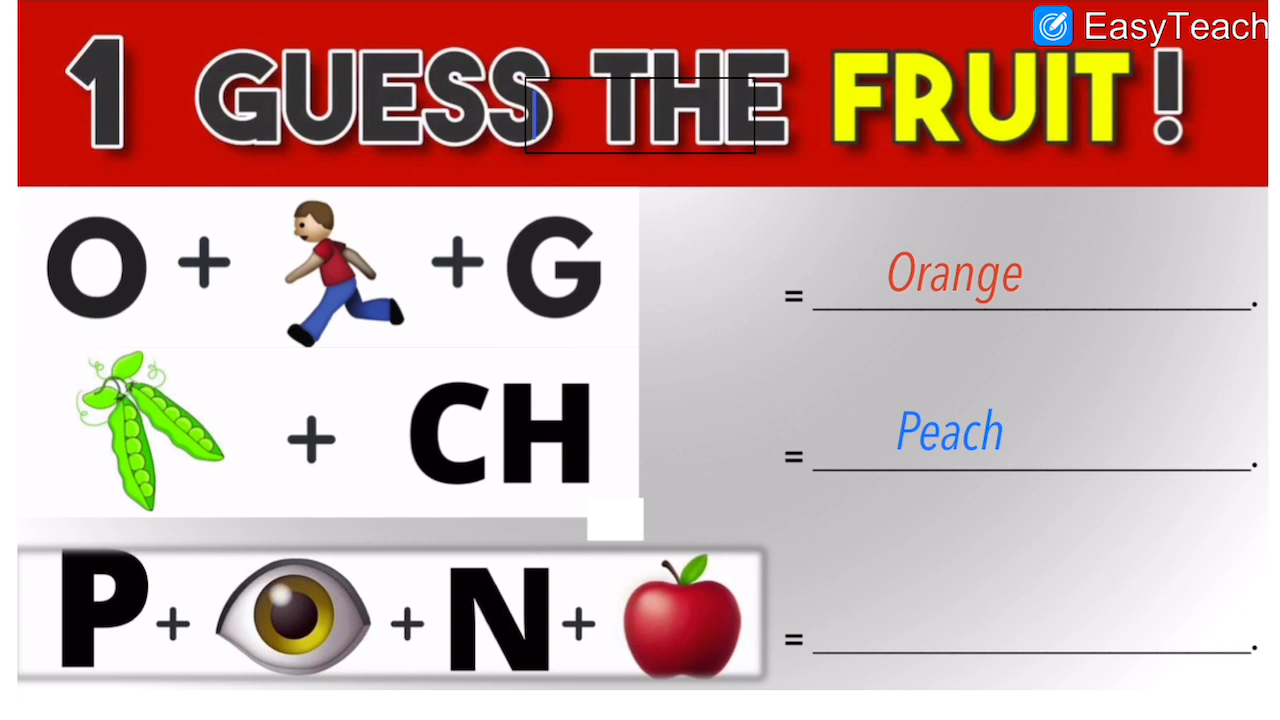 EasyTeach
1 GUESS THE FRUIT!
O + + G = Orange.
+ CH = Peach.
P + + N + = .